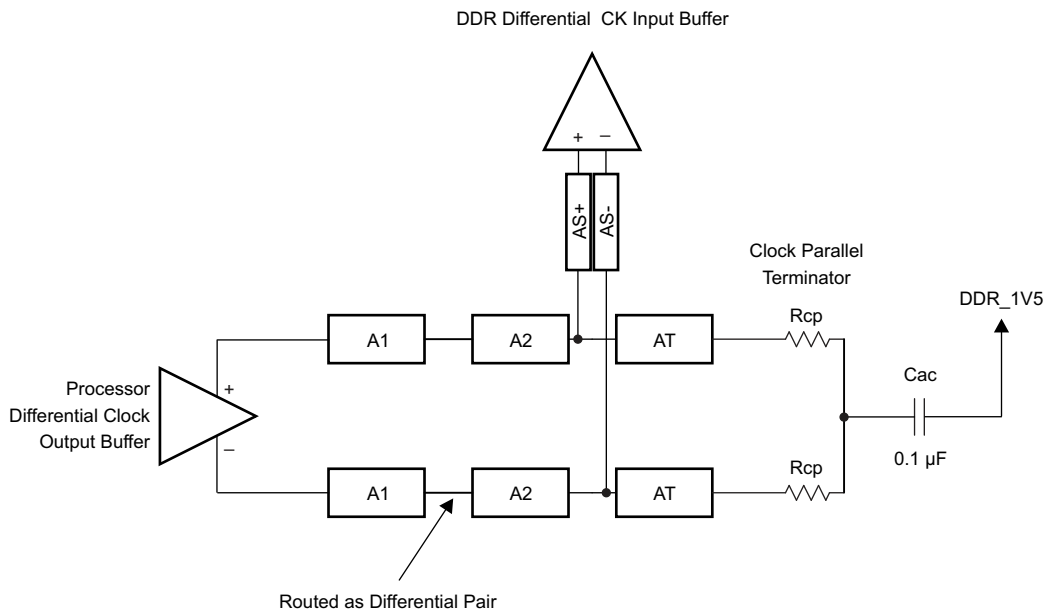 DDR Differential CK Input Buffer
+ –
AS+
AS-
Clock Parallel
Terminator
DDR_1V5
Rcp
A1
A2
AT
Cac
Processor
Differential Clock
Output Buffer
+
–
0.1 µF
Rcp
A1
A2
AT
Routed as Differential Pair